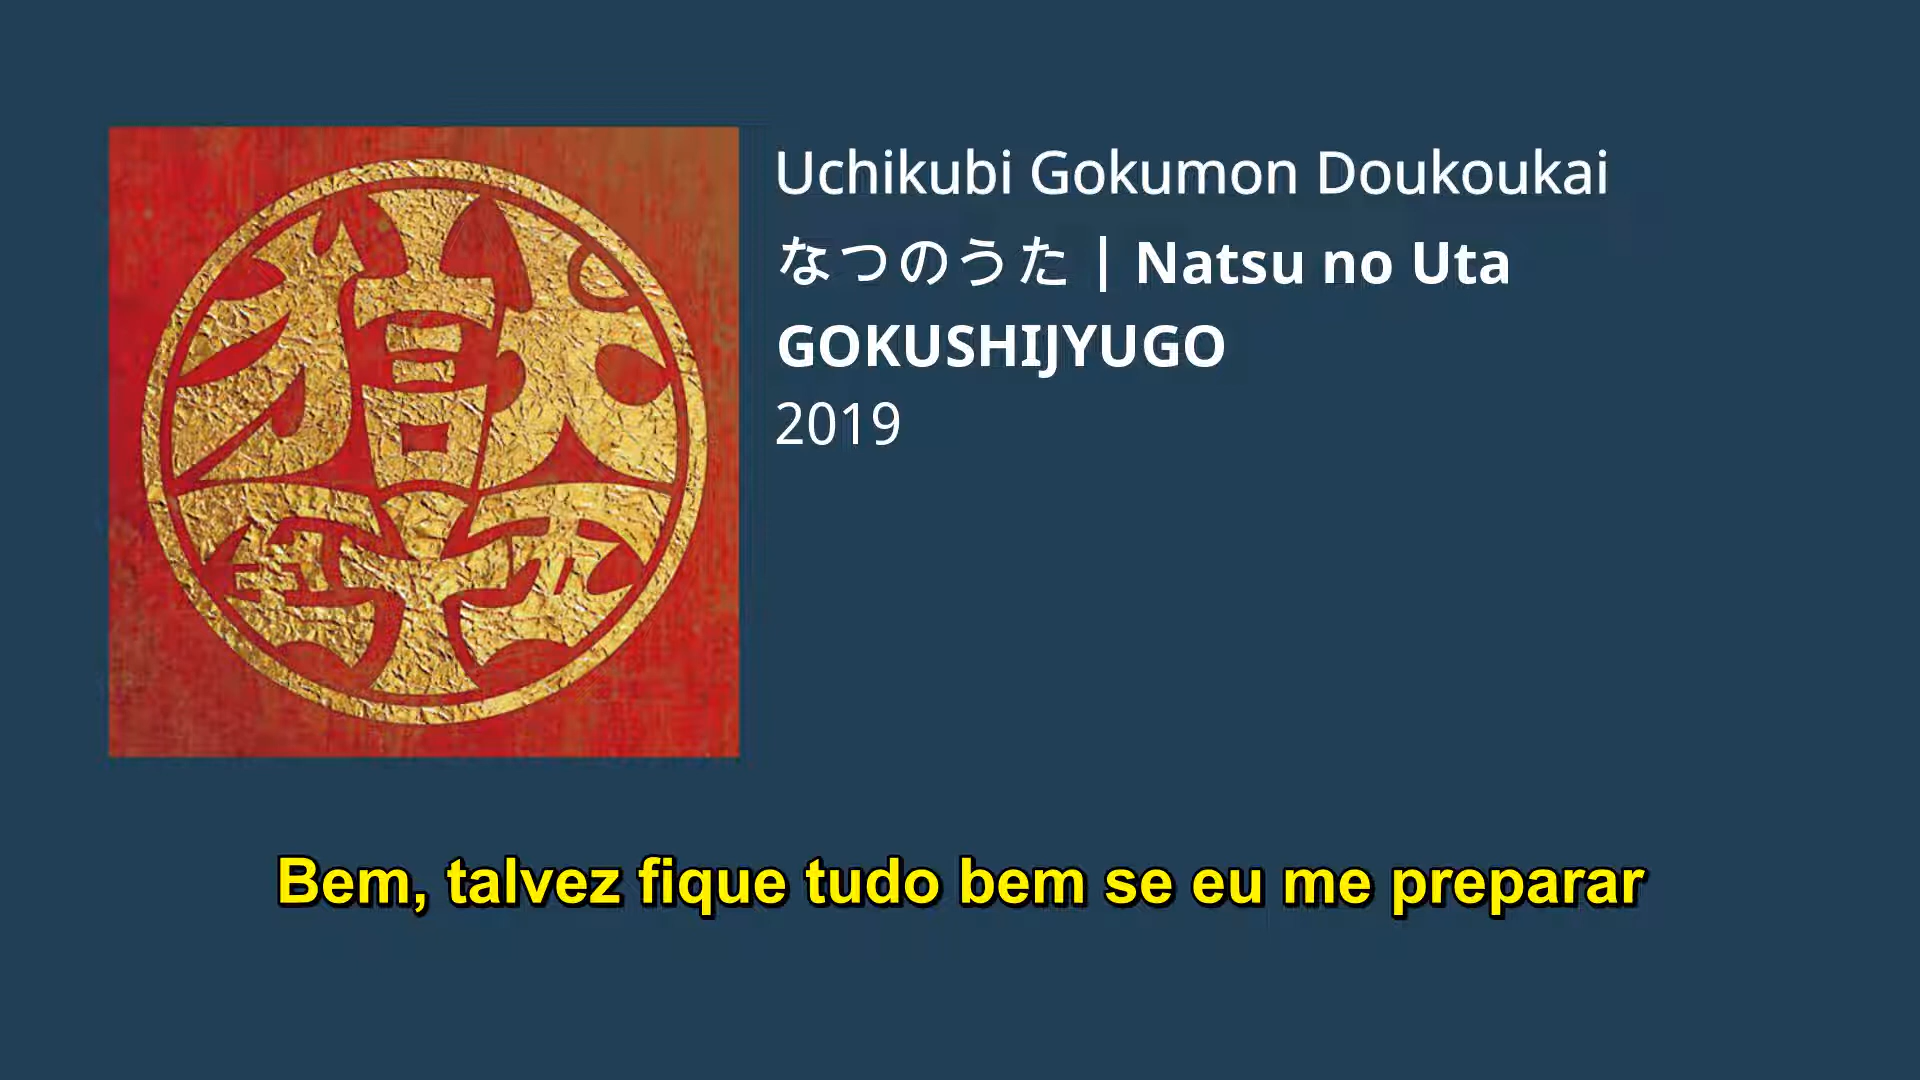 Uchikubi Gokumon Doukoukai
なつのうた | Natsu no Uta
GOKUSHIJYUGO
2019
Bem, talvez fique tudo bem se eu me preparar